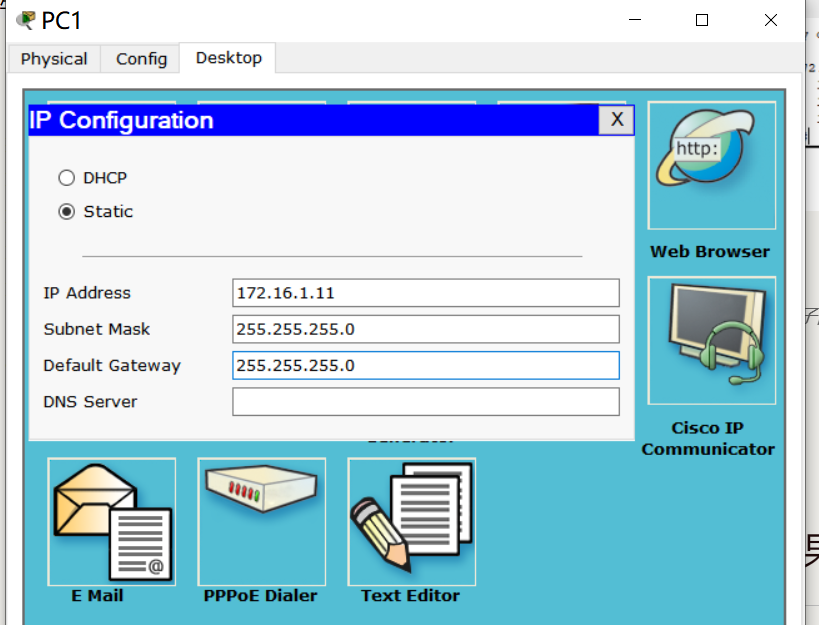 PC1
Physical Config Desktop
IP Configuration X
DHCP
Static
IP Address 172.16.1.11
Subnet Mask 255.255.255.0
Default Gateway 255.255.255.0
DNS Server
http:
Web Browser
Cisco IP
Communicator
@
E Mail PPPoE Dialer Text Editor